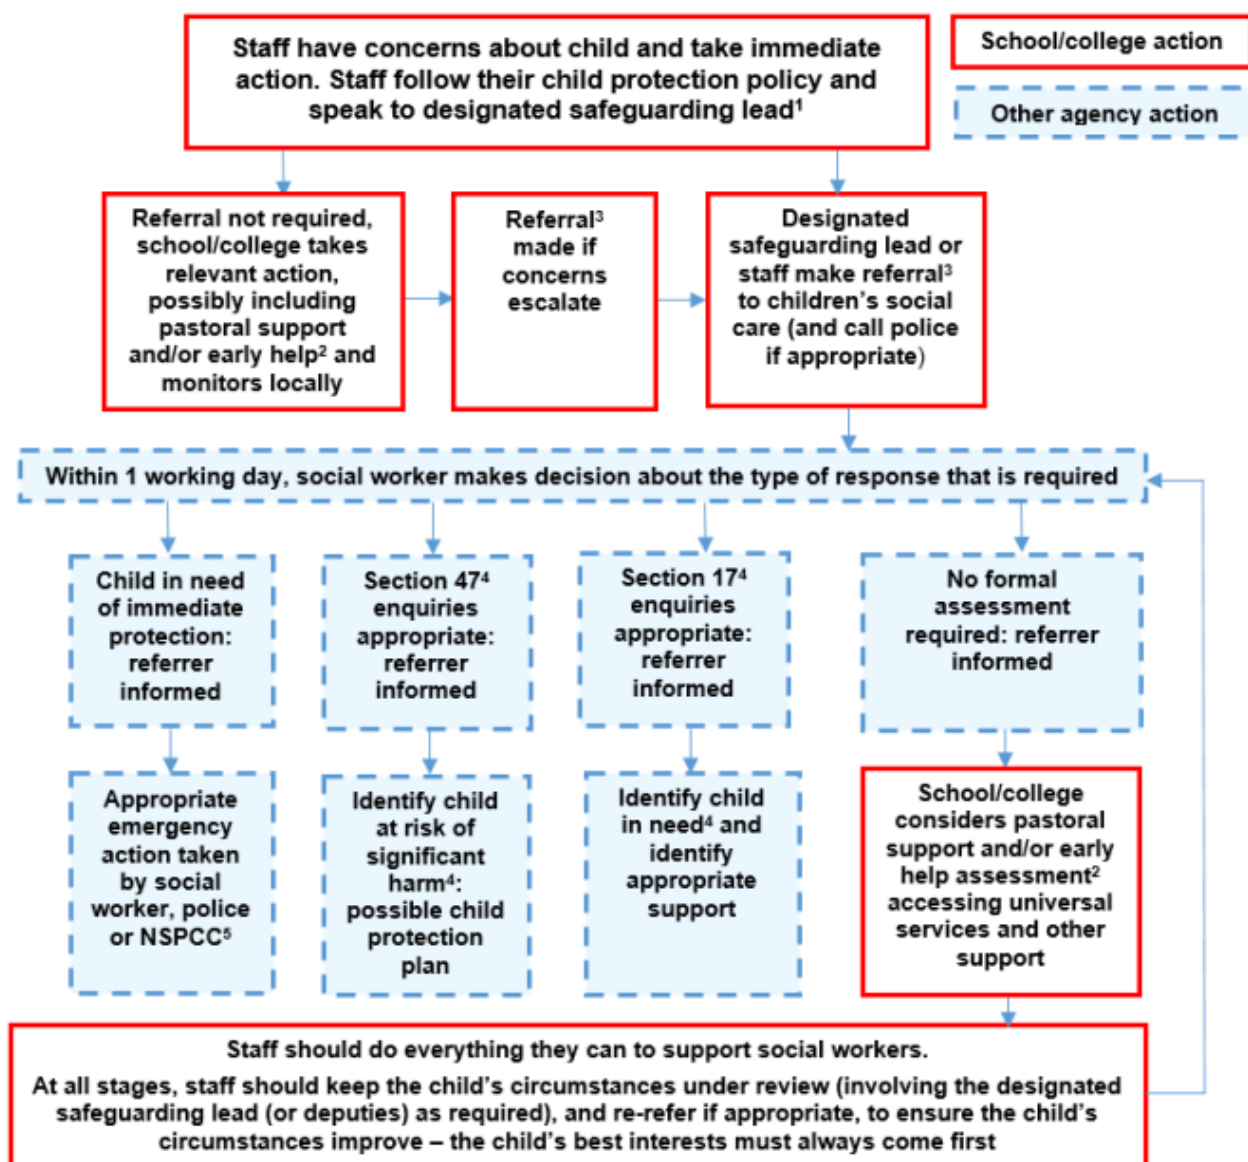 Staff have concerns about child and take immediate
action. Staff follow their child protection policy and
speak to designated safeguarding lead¹
School/college action
Other agency action
Referral not required,
school/college takes
relevant action,
possibly including
pastoral support
and/or early help² and
monitors locally
Referral³
made if
concerns
escalate
Designated
safeguarding lead or
staff make referral³
to children’s social
care (and call police
if appropriate)
Within 1 working day, social worker makes decision about the type of response that is required
Child in need
of immediate
protection:
referrer
informed
Section 47⁴
enquiries
appropriate:
referrer
informed
Section 17⁴
enquiries
appropriate:
referrer
informed
No formal
assessment
required: referrer
informed
Appropriate
emergency
action taken
by social
worker, police
or NSPCC⁵
Identify child
at risk of
significant
harm⁴:
possible child
protection
plan
Identify child
in need⁴ and
identify
appropriate
support
School/college
considers pastoral
support and/or early
help assessment²
accessing universal
services and other
support
Staff should do everything they can to support social workers.
At all stages, staff should keep the child’s circumstances under review (involving the designated
safeguarding lead (or deputies) as required), and re-refer if appropriate, to ensure the child’s
circumstances improve – the child’s best interests must always come first